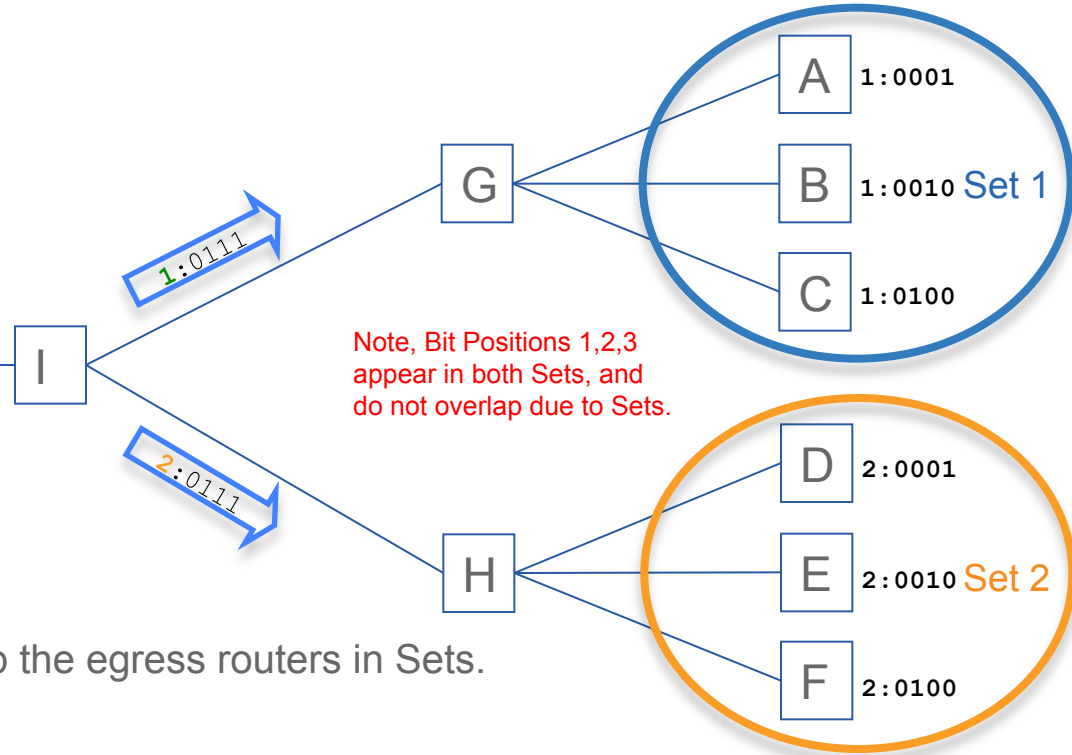 A 1:0001
G
B 1:0010 Set 1
1:0111
C 1:0100
Note, Bit Positions 1,2,3
appear in both Sets, and
do not overlap due to Sets.
I
2:0111
D 2:0001
H
E 2:0010 Set 2
the egress routers in Sets.
F 2:0100